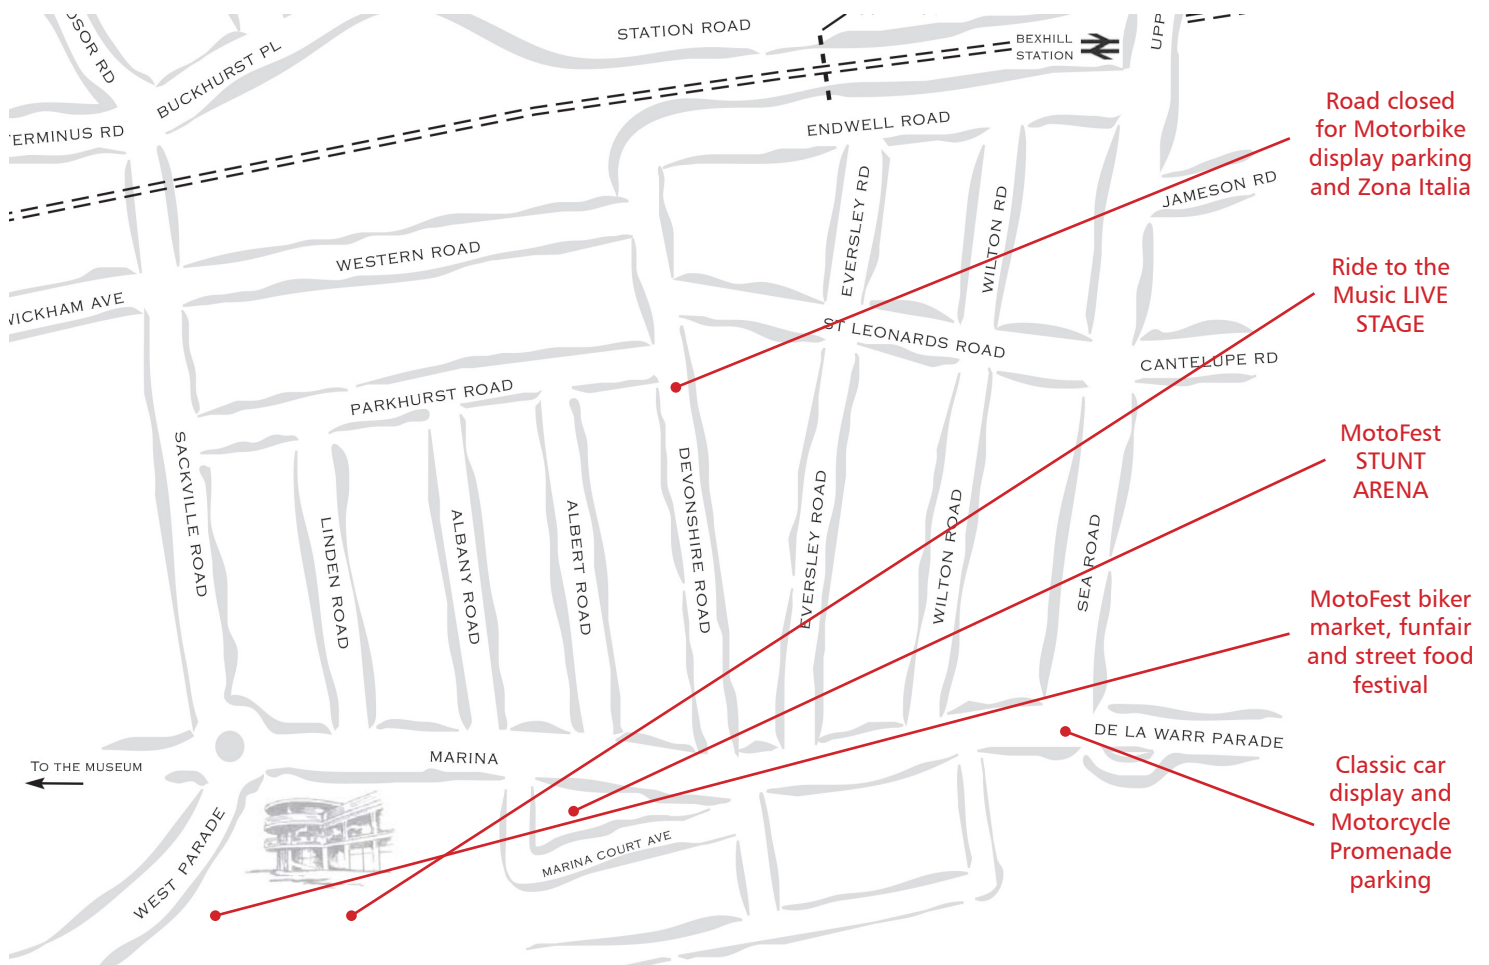 STATION ROAD
BEXHILL
STATION
UPP
SOR RD
BUCKHURST PL
TERMINUS RD
ENDWELL ROAD
Road closed
for Motorbike
display parking
and Zona Italia
JAMESON RD
EVERSLEY RD
WILTON RD
WESTERN ROAD
WICKHAM AVE
Ride to the
Music LIVE
STAGE
ST LEONARDS ROAD
CANTELUPE RD
PARKHURST ROAD
SACKVILLE ROAD
LINDEN ROAD
ALBANY ROAD
ALBERT ROAD
DEVONSHIRE ROAD
EVERSLEY ROAD
WILTON ROAD
SEA ROAD
MotoFest
STUNT
ARENA
MotoFest biker
market, funfair
and street food
festival
DE LA WARR PARADE
MARINA
TO THE MUSEUM
WEST PARADE
MARINA COURT AVE
Classic car
display and
Motorcycle
Promenade
parking